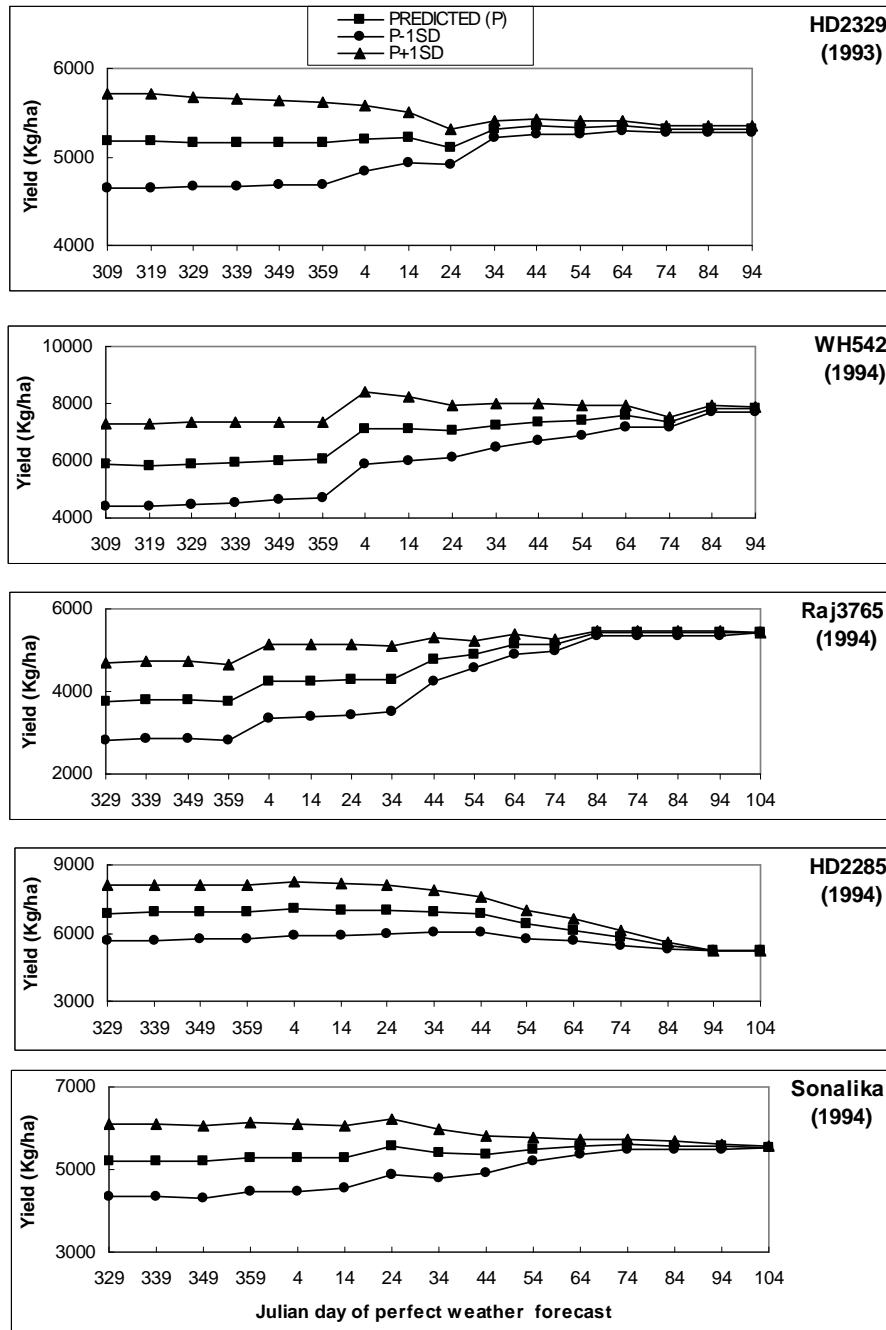 PREDICTED (P)
P-1SD
P+1SD
HD2329
(1993)
Yield (Kg/ha)
6000
5000
4000
309 319 329 339 349 359 4 14 24 34 44 54 64 74 84 94
WH542
(1994)
Yield (Kg/ha)
10000
8000
6000
4000
309 319 329 339 349 359 4 14 24 34 44 54 64 74 84 94
Raj3765
(1994)
Yield (Kg/ha)
6000
4000
2000
329 339 349 359 4 14 24 34 44 54 64 74 84 74 84 94 104
HD2285
(1994)
Yield (Kg/ha)
9000
6000
3000
329 339 349 359 4 14 24 34 44 54 64 74 84 94 104
Sonalika
(1994)
Yield (Kg/ha)
7000
5000
3000
329 339 349 359 4 14 24 34 44 54 64 74 84 94 104
Julian day of perfect weather forecast